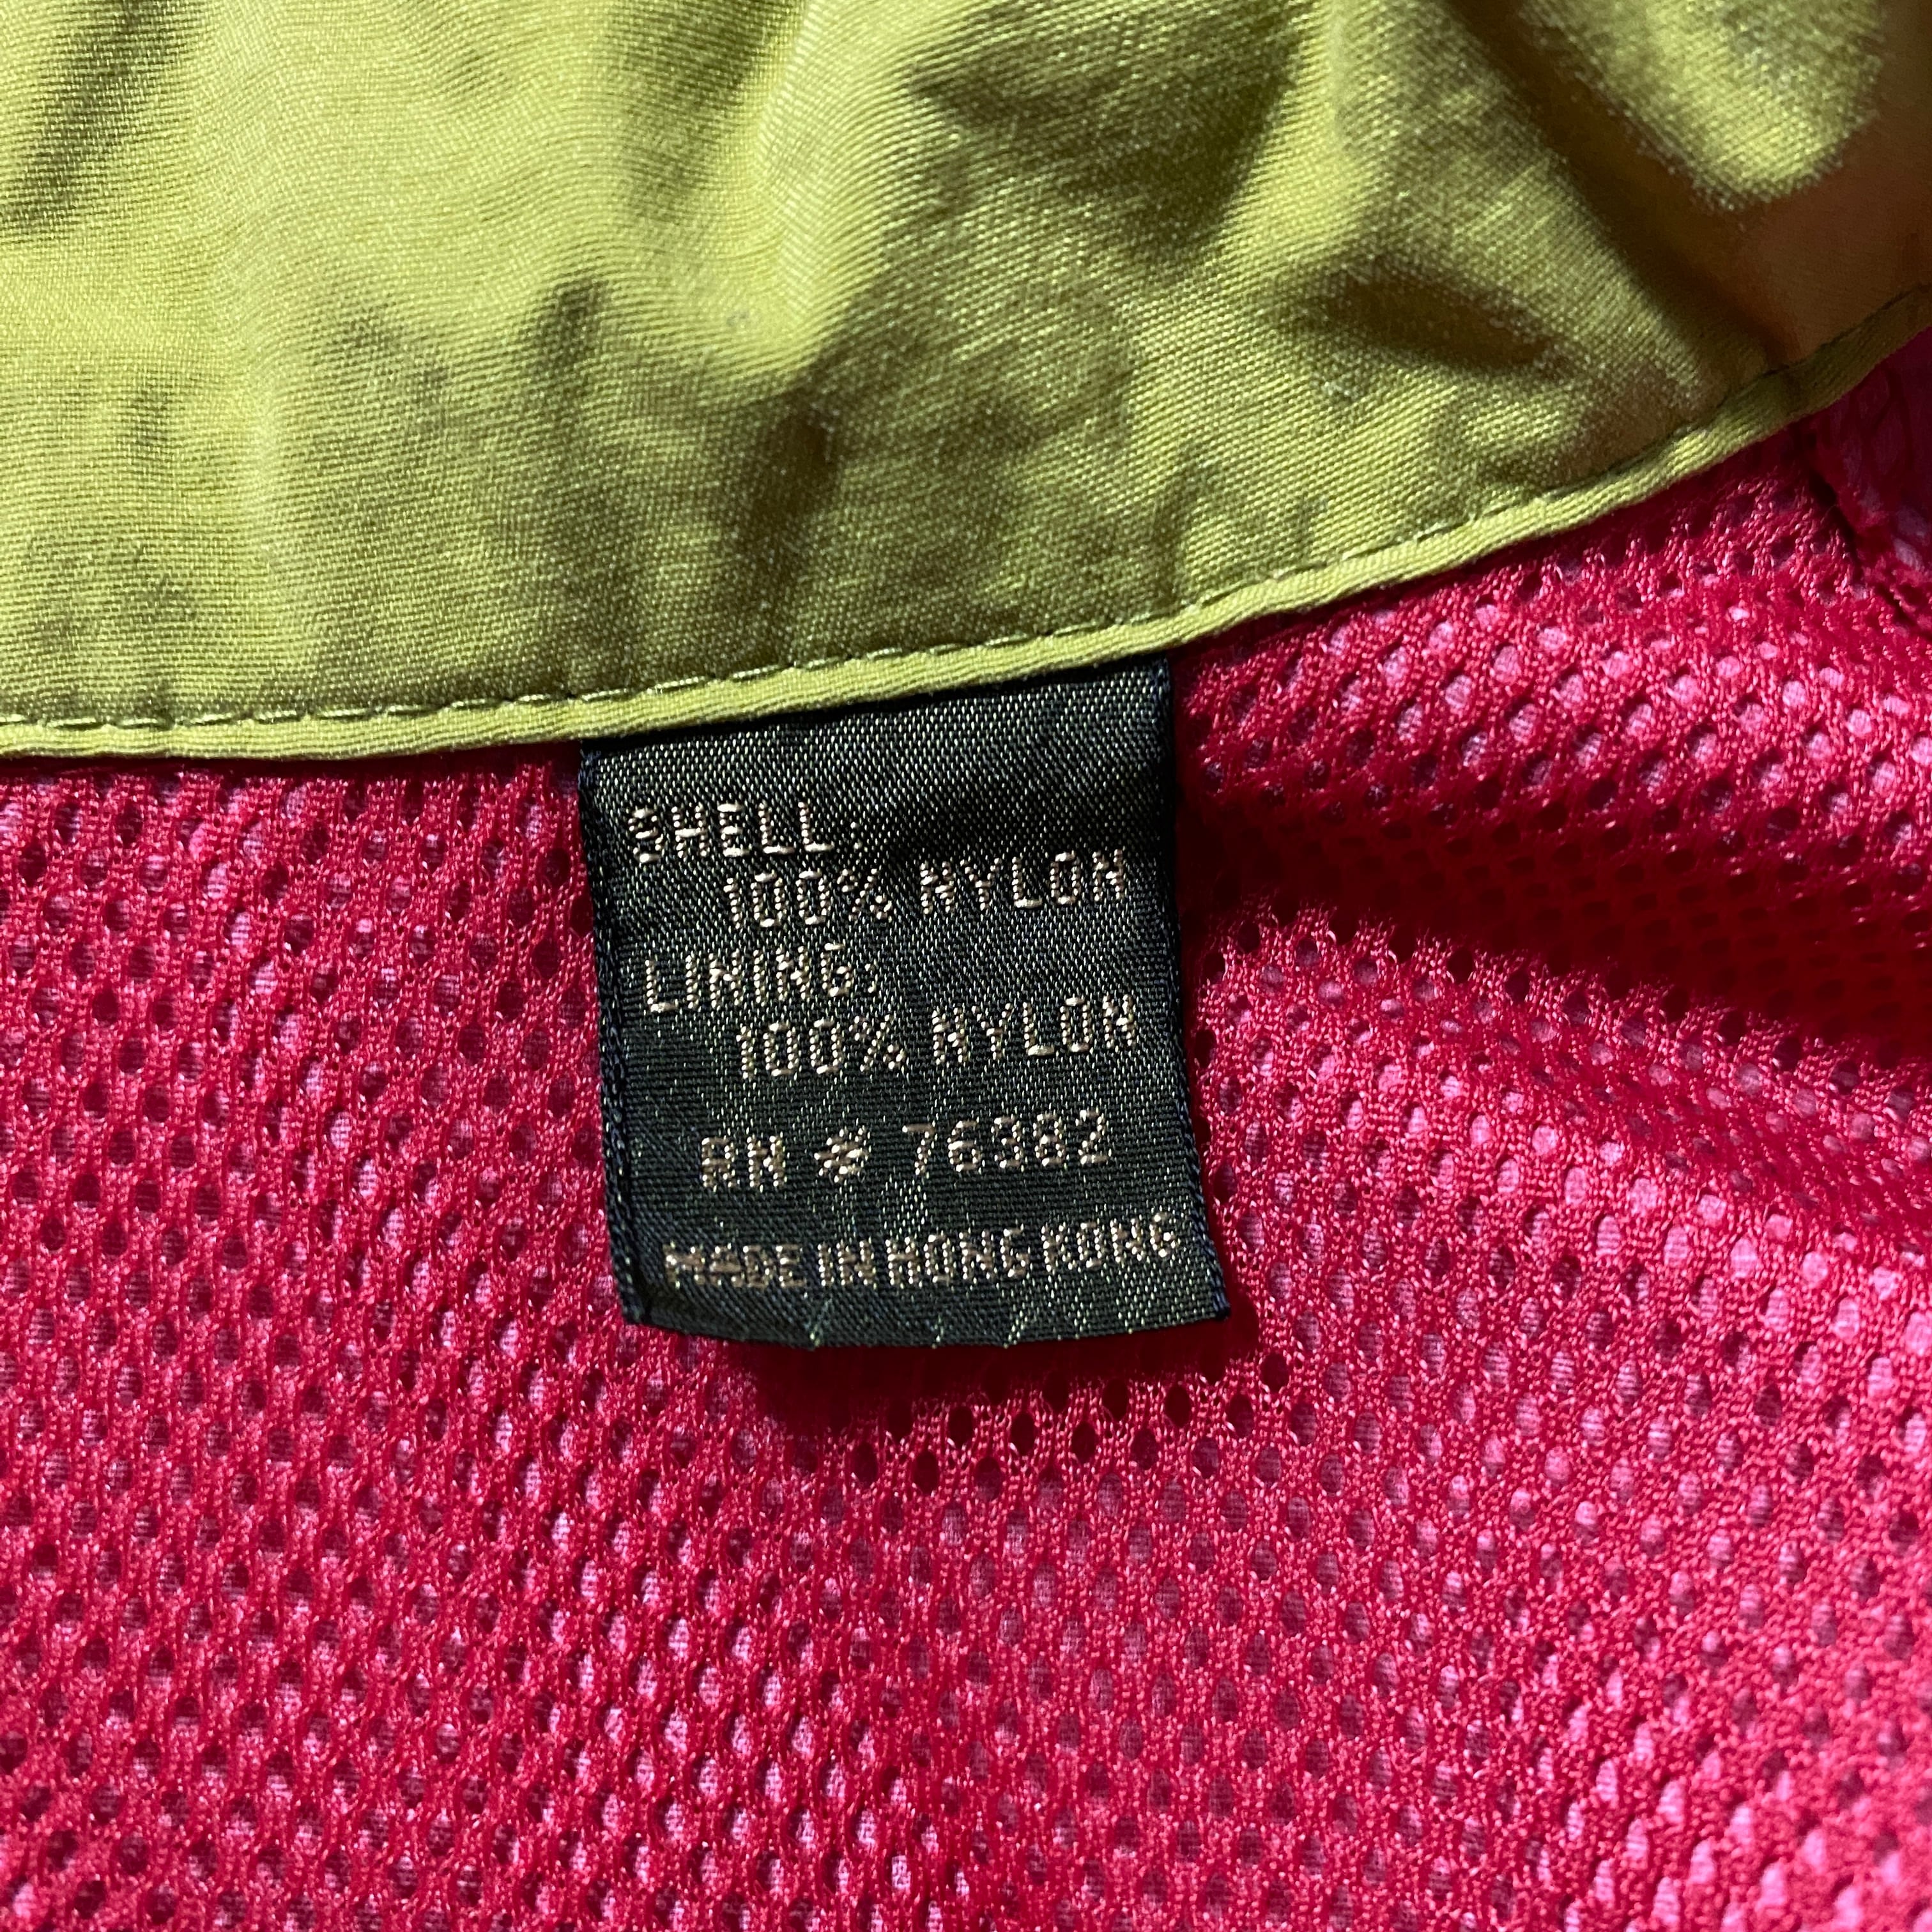 SHELL:
100% NYLON
LINING:
100% NYLON
RN # 76382
MADE IN HONG KONG